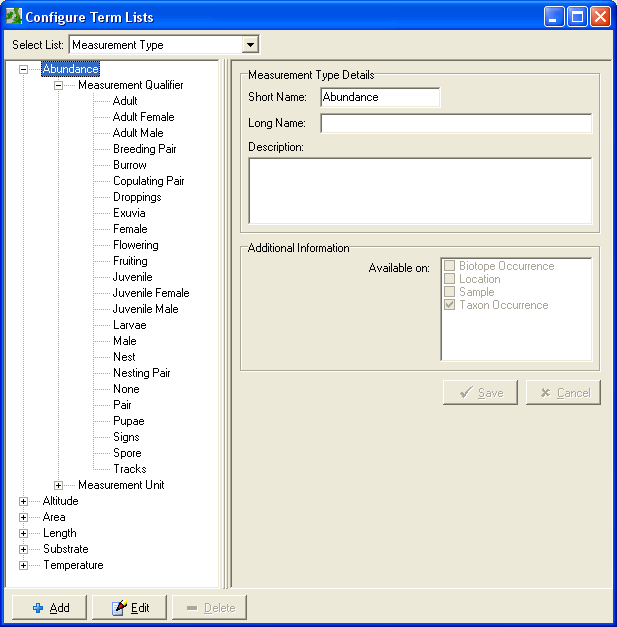 Configure Term Lists
Select List: Measurement Type
Abundance
Measurement Qualifier
Adult
Adult Female
Adult Male
Breeding Pair
Burrow
Copulating Pair
Droppings
Exuvia
Female
Flowering
Fruiting
Juvenile
Juvenile Female
Juvenile Male
Larvae
Male
Nest
Nesting Pair
None
Pair
Pupae
Signs
Spore
Tracks
Measurement Unit
Altitude
Area
Length
Substrate
Temperature
Measurement Type Details
Short Name: Abundance
Long Name:
Description:
Additional Information
Available on:
Biotope Occurrence
Location
Sample
Taxon Occurrence
Save Cancel
Add Edit Delete